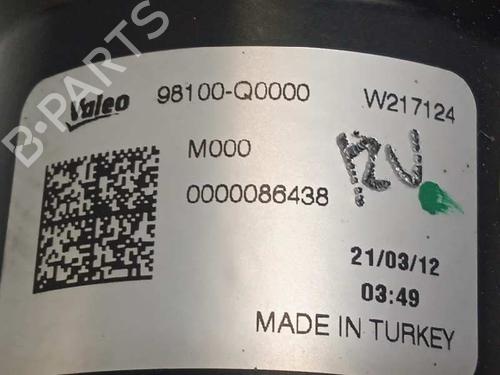 Valeo 98100-Q0000 W217124
M000
0000086438
21/03/12
03:49
MADE IN TURKEY
B-PARTS